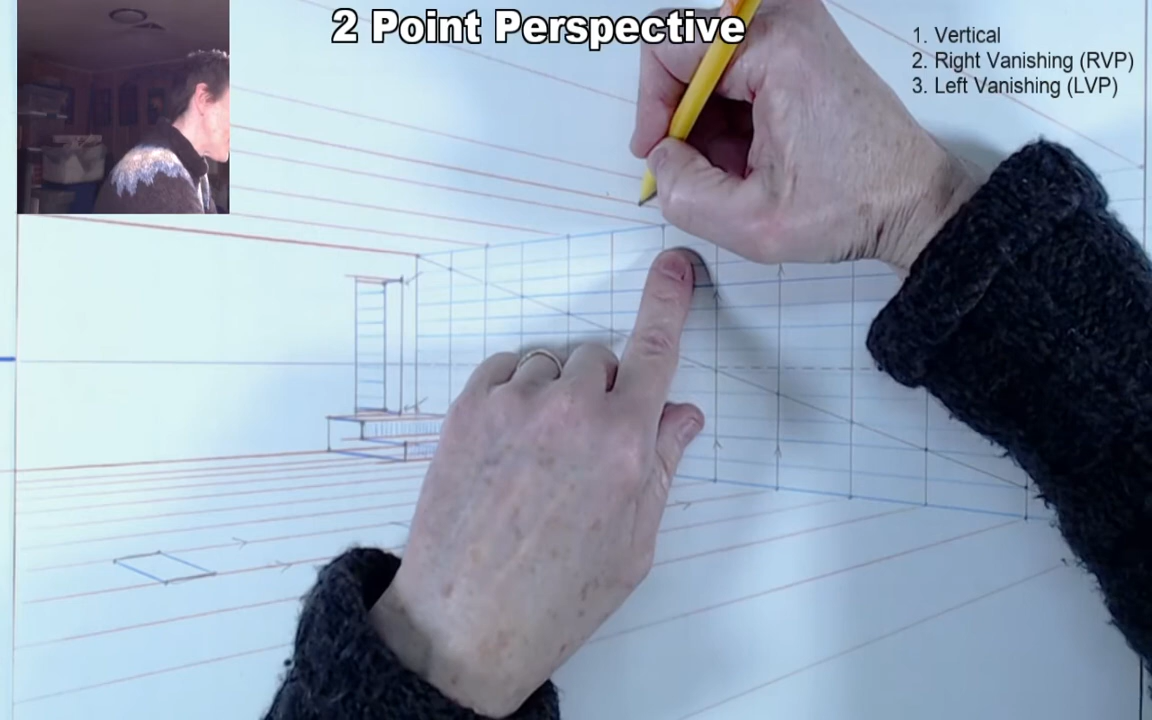 2 Point Perspective
1. Vertical
2. Right Vanishing (RVP)
3. Left Vanishing (LVP)